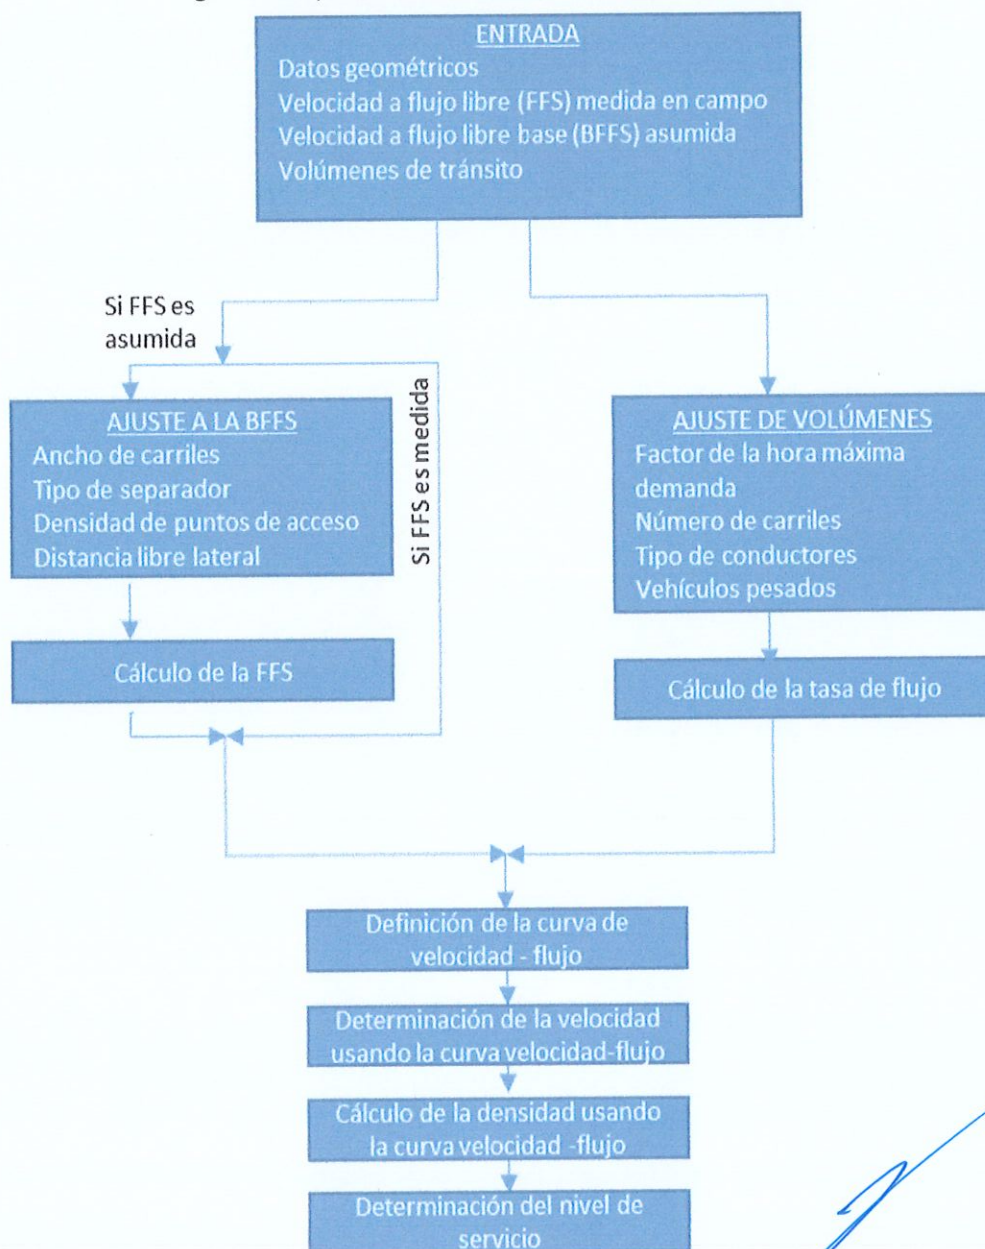 ENTRADA
Datos geométricos
Velocidad a flujo libre (FFS) medida en campo
Velocidad a flujo libre base (BFFS) asumida
Volúmenes de tránsito
Si FFS es
asumida
Si FFS es medida
AJUSTE A LA BFFS
Ancho de carriles
Tipo de separador
Densidad de puntos de acceso
Distancia libre lateral
AJUSTE DE VOLÚMENES
Factor de la hora máxima
demanda
Número de carriles
Tipo de conductores
Vehículos pesados
Cálculo de la FFS
Cálculo de la tasa de flujo
Definición de la curva de
velocidad - flujo
Determinación de la velocidad
usando la curva velocidad-flujo
Cálculo de la densidad usando
la curva velocidad -flujo
Determinación del nivel de
servicio